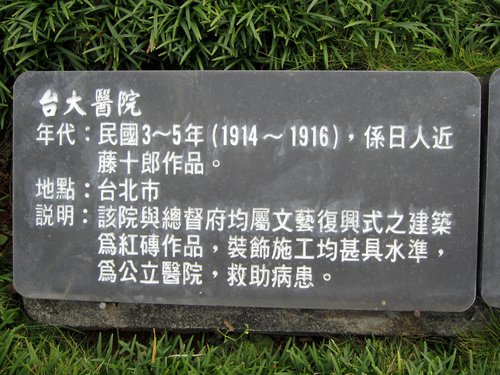 台大醫院
年代：民國3～5年(1914～1916)，係日人近
藤十郎作品。
地點：台北市
說明：該院與總督府均屬文藝復興式之建築
為紅磚作品，裝飾施工均甚具水準，
為公立醫院，救助病患。